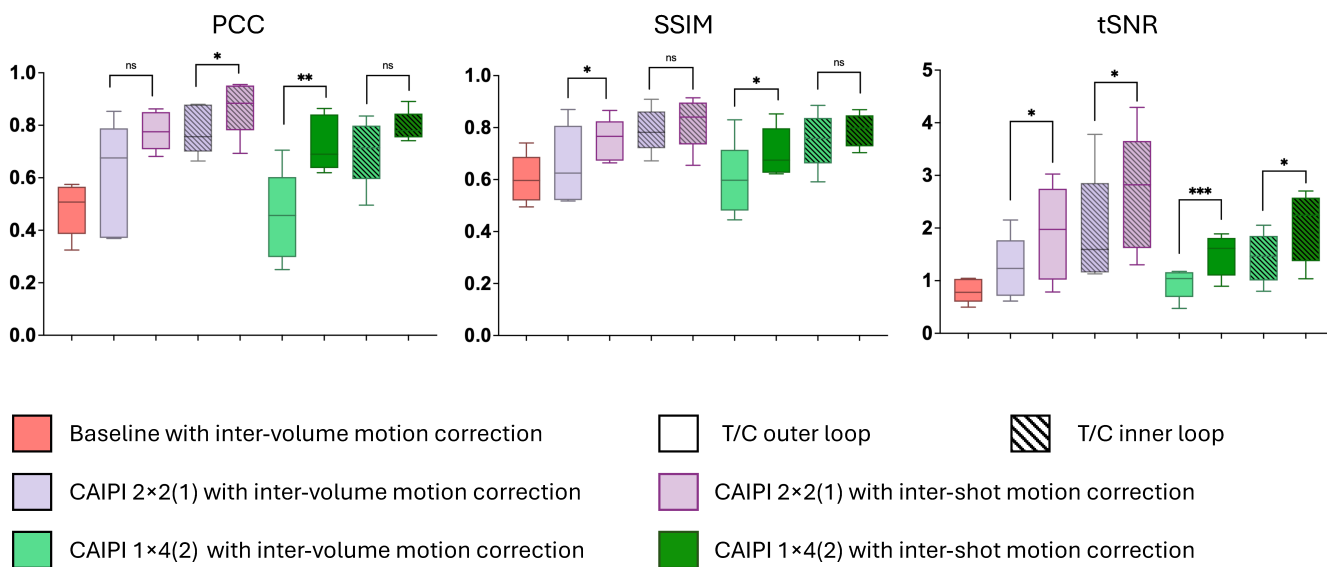 PCC
SSIM
tSNR
ns
*
**
ns
1.0
0.8
0.6
0.4
0.2
0.0
*
ns
*
ns
1.0
0.8
0.6
0.4
0.2
0.0
*
*
***
*
5
4
3
2
1
0
Baseline with inter-volume motion correction
T/C outer loop
T/C inner loop
CAIPI 2×2(1) with inter-volume motion correction
CAIPI 2×2(1) with inter-shot motion correction
CAIPI 1×4(2) with inter-volume motion correction
CAIPI 1×4(2) with inter-shot motion correction